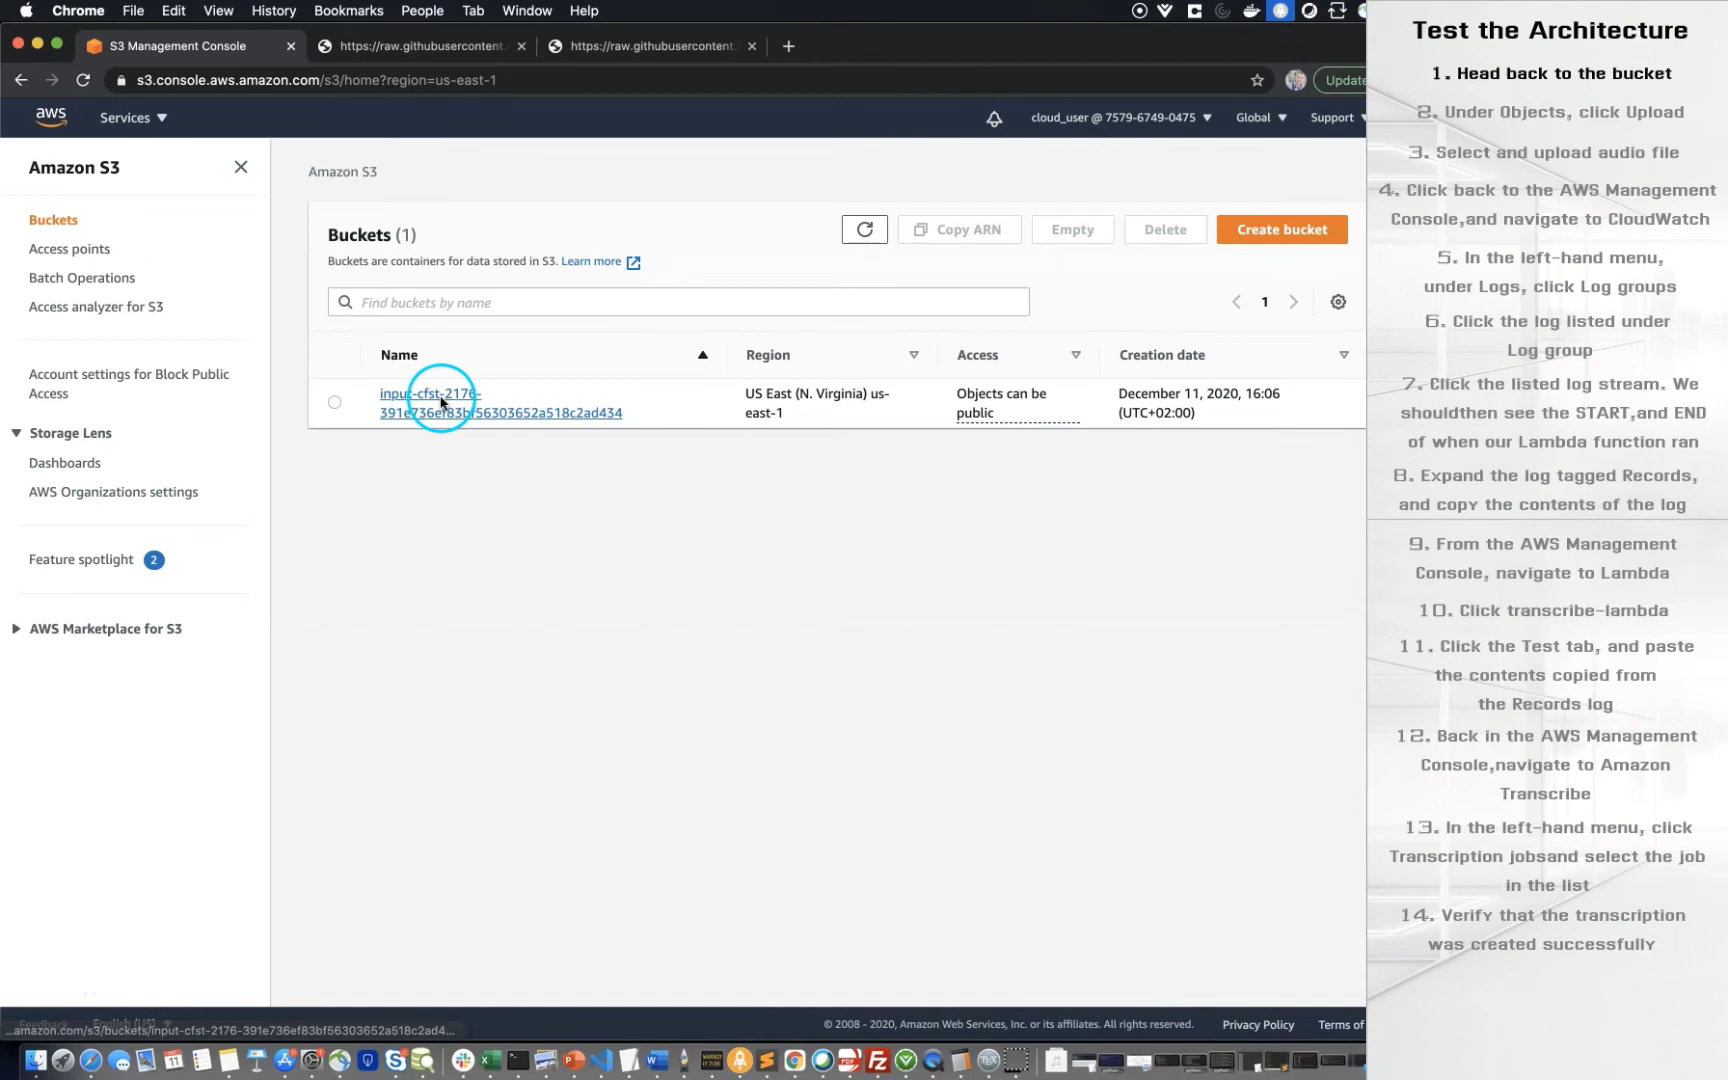 Chrome File Edit View History Bookmarks People Tab Window Help
S3 Management Console
https://raw.githubusercontent.
https://raw.githubusercontent.
s3.console.aws.amazon.com/s3/home?region=us-east-1
Update
aws
Services
cloud_user @ 7579-6749-0475
Global
Support
Amazon S3
Buckets
Access points
Batch Operations
Access analyzer for S3
Account settings for Block Public
Access
Storage Lens
Dashboards
AWS Organizations settings
Feature spotlight 2
AWS Marketplace for S3
Amazon S3
Buckets (1)
Copy ARN
Empty
Delete
Create bucket
Buckets are containers for data stored in S3. Learn more
Find buckets by name
1
Name
Region
Access
Creation date
input-cfst-2176-
391e736ef83bf56303652a518c2ad434
US East (N. Virginia) us-
east-1
Objects can be
public
December 11, 2020, 16:06
(UTC+02:00)
...amazon.com/s3/buckets/input-cfst-2176-391e736ef83bf56303652a518c2ad4...
© 2008 - 2020, Amazon Web Services, Inc. or its affiliates. All rights reserved.
Privacy Policy
Terms of
Test the Architecture
1. Head back to the bucket
2. Under Objects, click Upload
3. Select and upload audio file
4. Click back to the AWS Management
Console,and navigate to CloudWatch
5. In the left-hand menu,
under Logs, click Log groups
6. Click the log listed under
Log group
7. Click the listed log stream. We
shouldthen see the START,and END
of when our Lambda function ran
8. Expand the log tagged Records,
and copy the contents of the log
9. From the AWS Management
Console, navigate to Lambda
10. Click transcribe-lambda
11. Click the Test tab, and paste
the contents copied from
the Records log
12. Back in the AWS Management
Console,navigate to Amazon
Transcribe
13. In the left-hand menu, click
Transcription jobsand select the job
in the list
14. Verify that the transcription
was created successfully